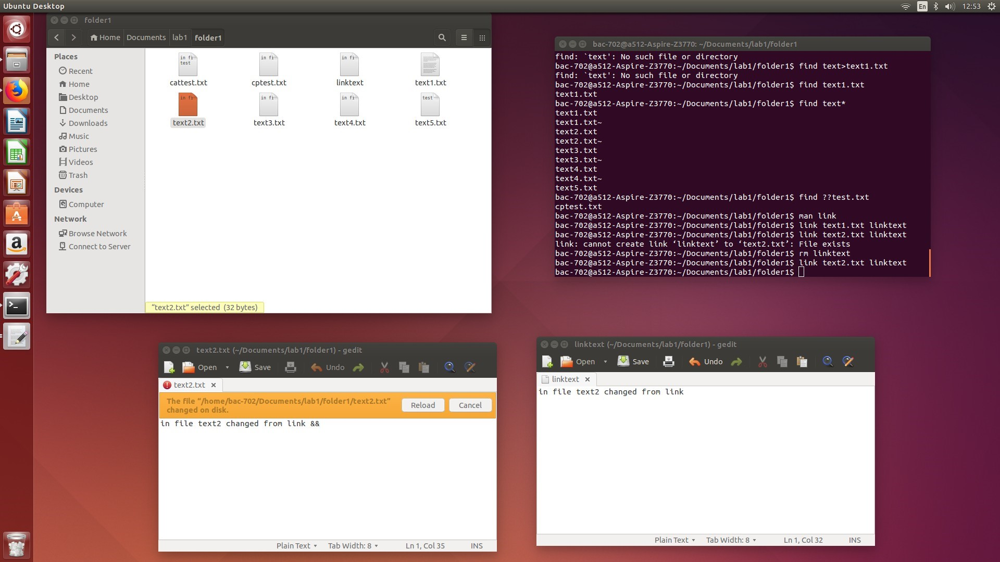 Ubuntu Desktop
En
12:53
folder1
Home
Documents
lab1
folder1
Places
Recent
Home
Desktop
Documents
Downloads
Music
Pictures
Videos
Trash
Devices
Computer
Network
Browse Network
Connect to Server
in fi
test
cattest.txt
in fi
cptest.txt
in fi
linktext
text1.txt
in fi
text2.txt
in fi
text3.txt
in fi
text4.txt
test
text5.txt
“text2.txt” selected (32 bytes)
bac-702@a512-Aspire-Z3770: ~/Documents/lab1/folder1
find: `text': No such file or directory
bac-702@a512-Aspire-Z3770:~/Documents/lab1/folder1$ find text>text1.txt
find: `text': No such file or directory
bac-702@a512-Aspire-Z3770:~/Documents/lab1/folder1$ find text1.txt
text1.txt
bac-702@a512-Aspire-Z3770:~/Documents/lab1/folder1$ find text*
text1.txt
text1.txt~
text2.txt
text2.txt~
text3.txt
text3.txt~
text4.txt
text4.txt~
text5.txt
bac-702@a512-Aspire-Z3770:~/Documents/lab1/folder1$ find ??test.txt
cptest.txt
bac-702@a512-Aspire-Z3770:~/Documents/lab1/folder1$ man link
bac-702@a512-Aspire-Z3770:~/Documents/lab1/folder1$ link text1.txt linktext
bac-702@a512-Aspire-Z3770:~/Documents/lab1/folder1$ link text2.txt linktext
link: cannot create link ‘linktext’ to ‘text2.txt’: File exists
bac-702@a512-Aspire-Z3770:~/Documents/lab1/folder1$ rm linktext
bac-702@a512-Aspire-Z3770:~/Documents/lab1/folder1$ link text2.txt linktext
bac-702@a512-Aspire-Z3770:~/Documents/lab1/folder1$
text2.txt (~/Documents/lab1/folder1) - gedit
Open
Save
Undo
text2.txt
The file “/home/bac-702/Documents/lab1/folder1/text2.txt”
changed on disk.
Reload
Cancel
in file text2 changed from link &&
Plain Text
Tab Width: 8
Ln 1, Col 35
INS
linktext (~/Documents/lab1/folder1) - gedit
Open
Save
Undo
linktext
in file text2 changed from link
Plain Text
Tab Width: 8
Ln 1, Col 32
INS